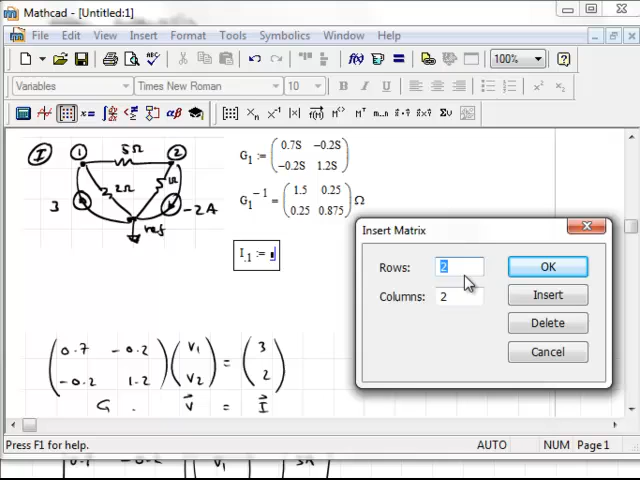 Mathcad - [Untitled:1]
File Edit View Insert Format Tools Symbolics Window Help
100%
Variables Times New Roman 10 B I U
I ① 5Ω ②
2Ω 1Ω
3 -2A
ref
G1 := (0.7S -0.2S
-0.2S 1.2S)
G1^-1 = (1.5 0.25
0.25 0.875) Ω
I.1 :=
Insert Matrix
Rows: 2 OK
Columns: 2 Insert
Delete
Cancel
(0.7 -0.2) (V1) = (3)
(-0.2 1.2) (V2) (2)
G . V = I
Press F1 for help. AUTO NUM Page 1